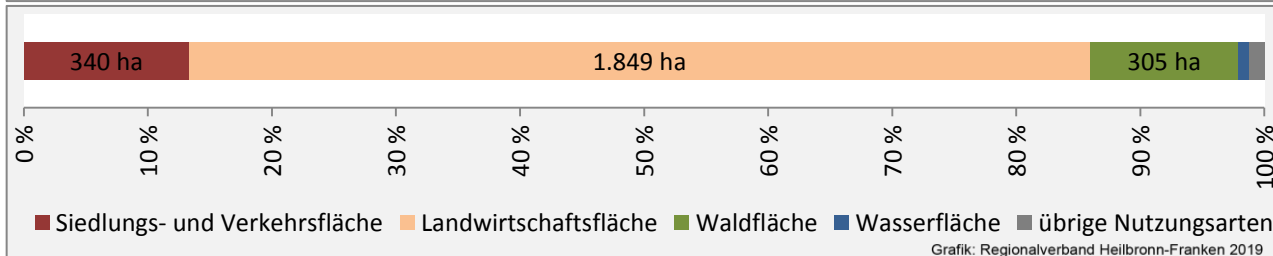 340 ha 1.849 ha 305 ha
0 % 10 % 20 % 30 % 40 % 50 % 60 % 70 % 80 % 90 % 100 %
Siedlungs- und Verkehrsfläche Landwirtschaftsfläche Waldfläche Wasserfläche übrige Nutzungsarten
Grafik: Regionalverband Heilbronn-Franken 2019